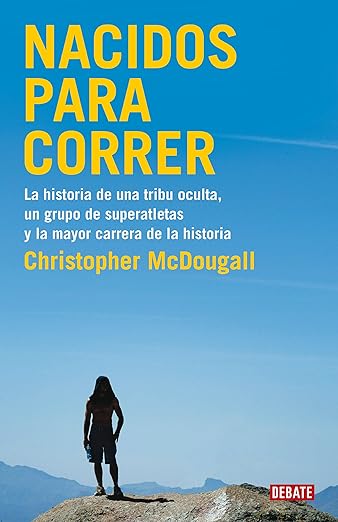 NACIDOS
PARA
CORRER
La historia de una tribu oculta,
un grupo de superatletas
y la mayor carrera de la historia
Christopher McDougall
DEBATE